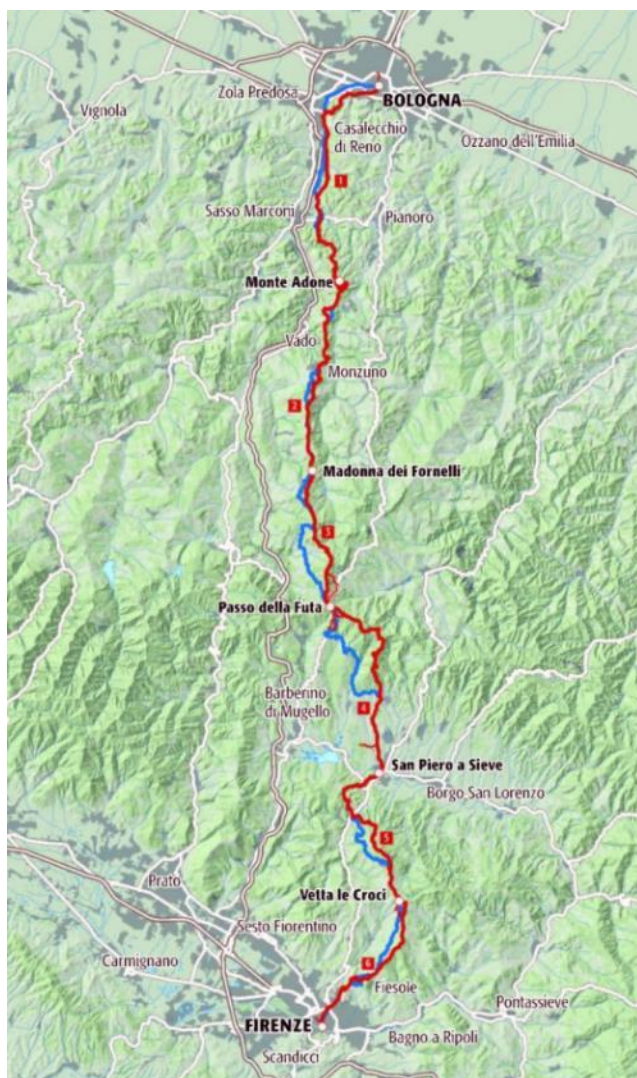 Zola Predosa
BOLOGNA
Vignola
Casalecchio
di Reno
Ozzano dell'Emilia
1
Sasso Marconi
Pianoro
Monte Adone
Vado
Monzuno
2
Madonna dei Fornelli
3
Passo della Futa
Barberino
di Mugello
4
San Piero a Sieve
Borgo San Lorenzo
5
Prato
Vetta le Croci
Sesto Fiorentino
Carmignano
6
Fiesole
Pontassieve
FIRENZE
Bagno a Ripoli
Scandicci